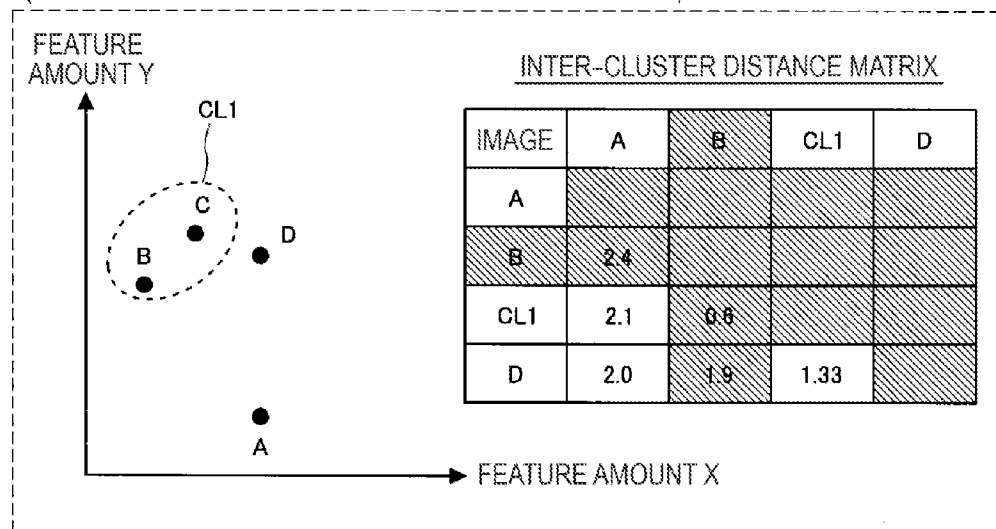 FEATURE
AMOUNT Y
CL1
C
D
B
A
FEATURE AMOUNT X
INTER-CLUSTER DISTANCE MATRIX
IMAGE A B CL1 D
A
B 2.4
CL1 2.1 0.6
D 2.0 1.9 1.33